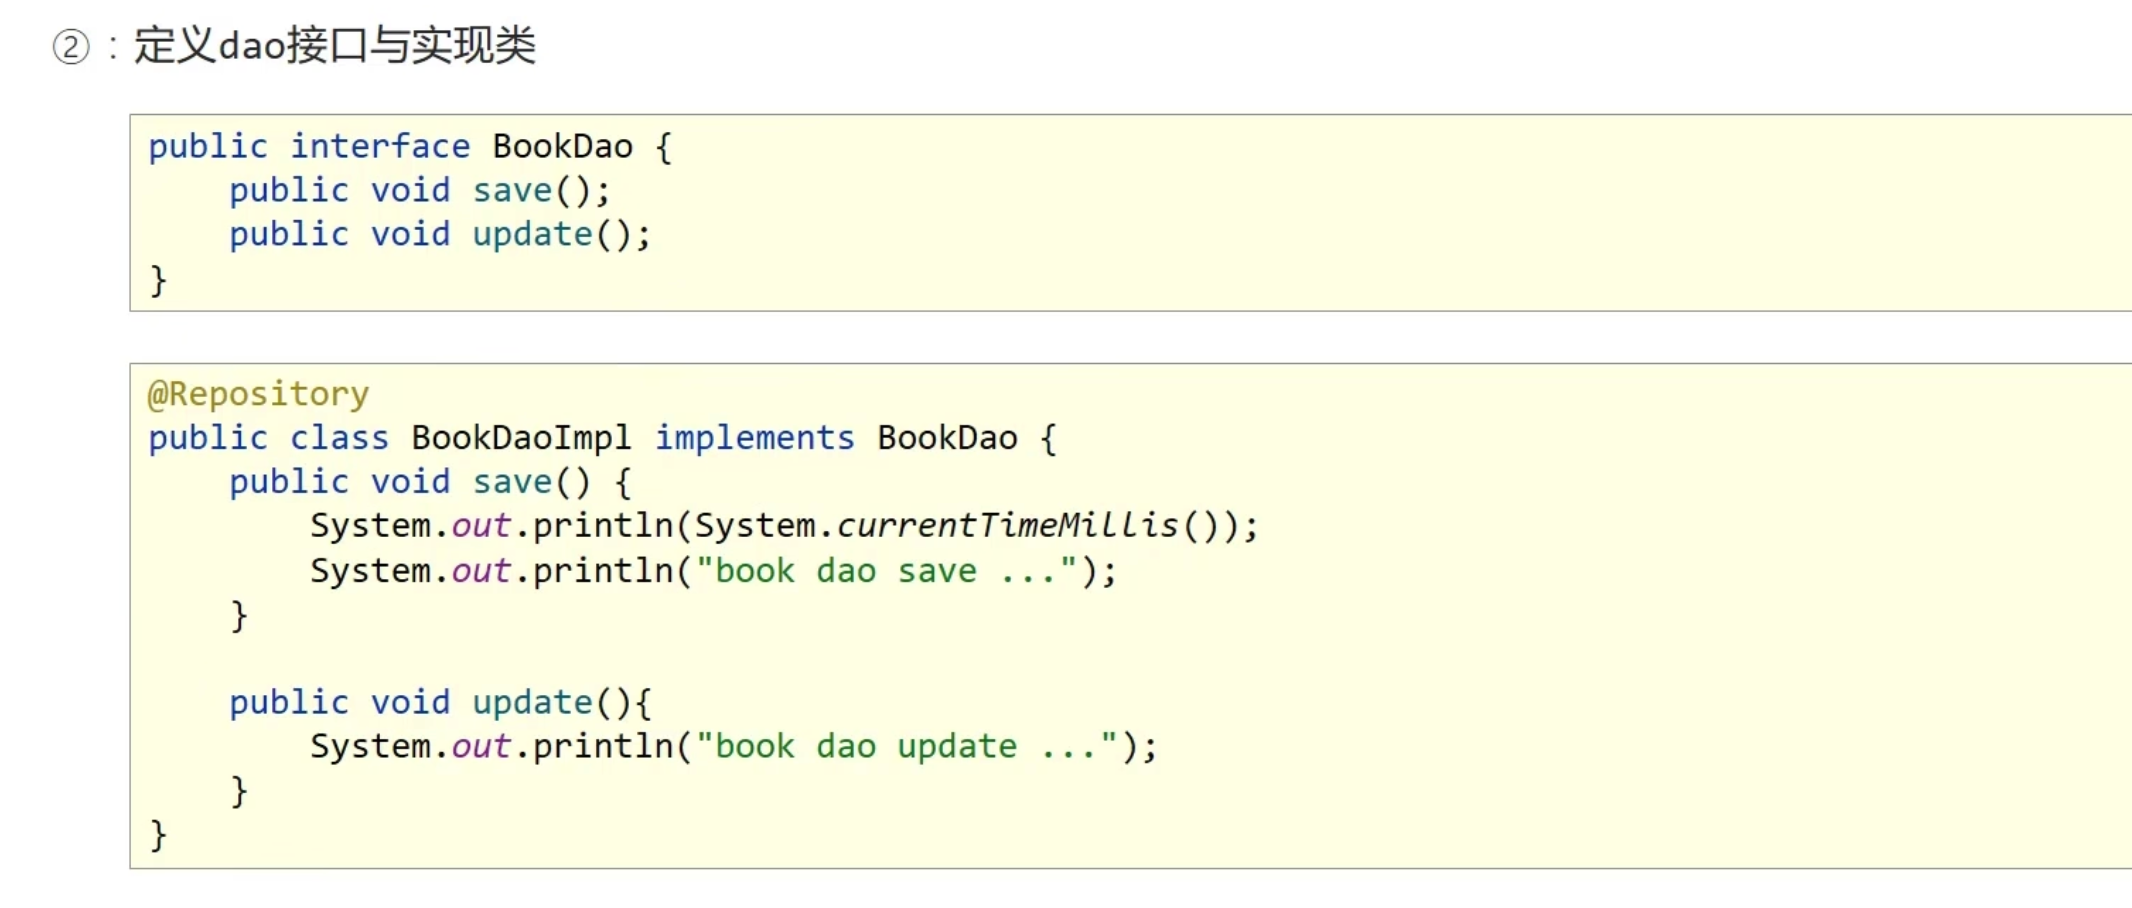 ②：定义dao接口与实现类
public interface BookDao {
    public void save();
    public void update();
}
@Repository
public class BookDaoImpl implements BookDao {
    public void save() {
        System.out.println(System.currentTimeMillis());
        System.out.println("book dao save ...");
    }
    public void update(){
        System.out.println("book dao update ...");
    }
}